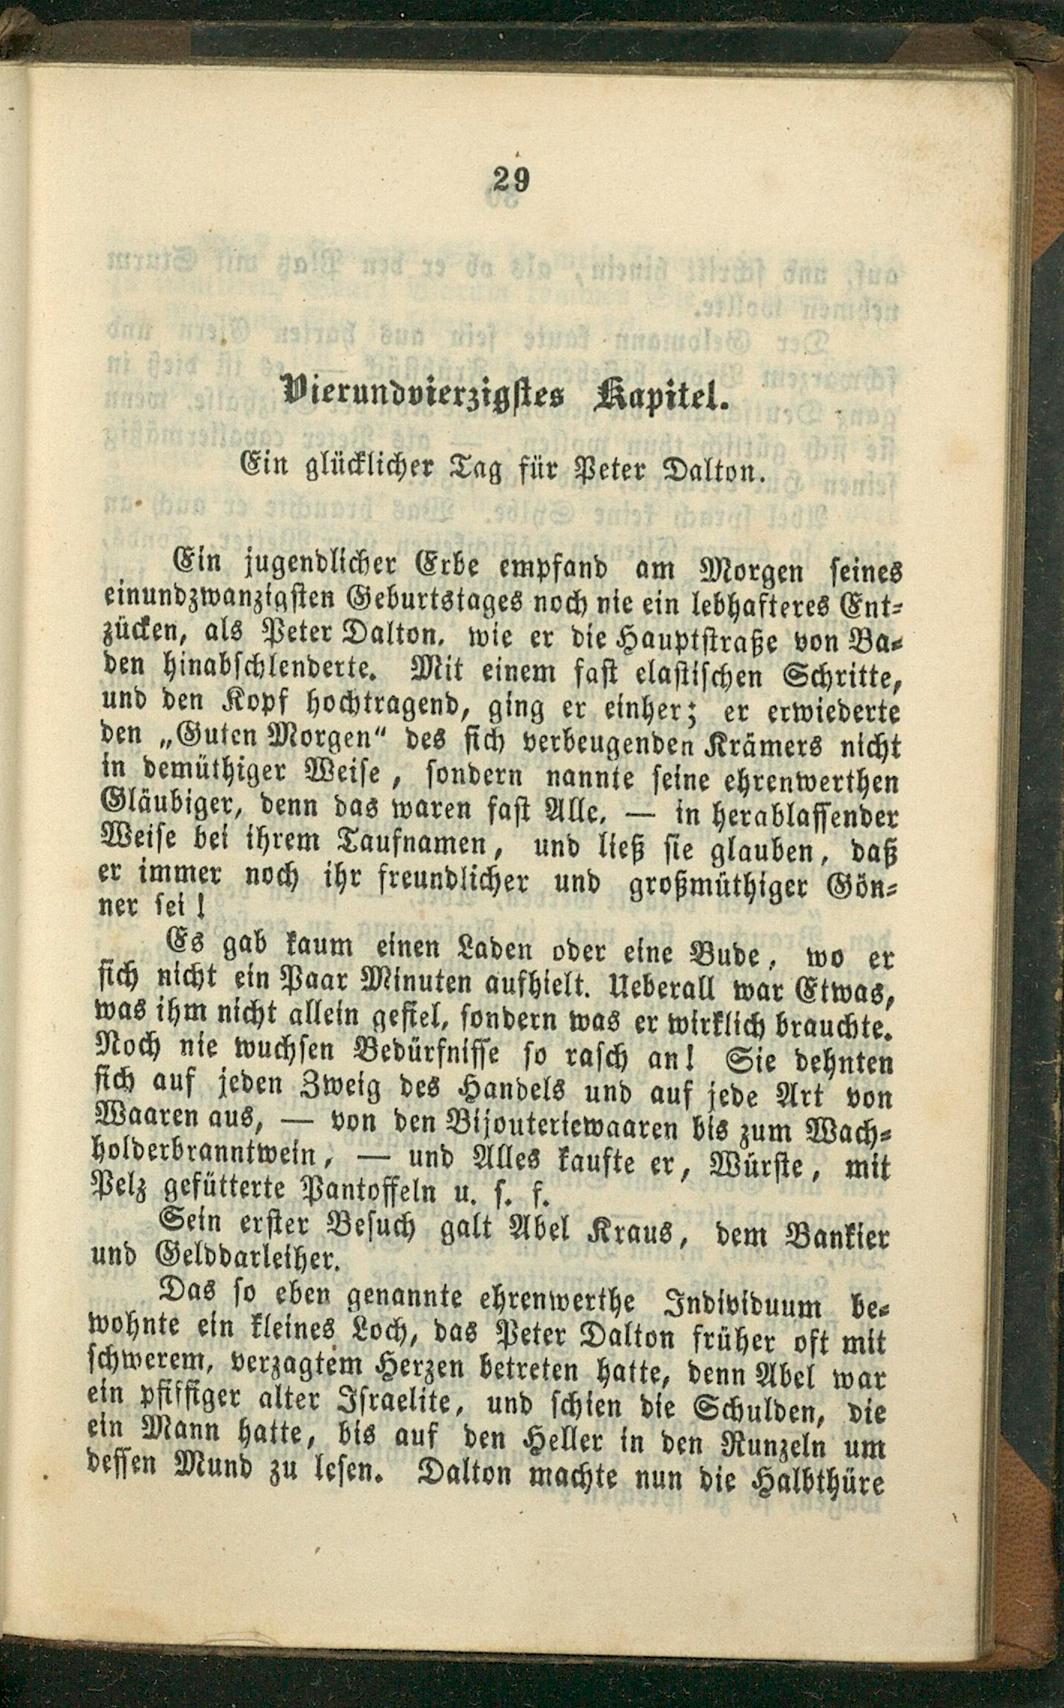 29
Vierundvierzigstes Kapitel.
Ein glücklicher Tag für Peter Dalton.
Ein jugendlicher Erbe empfand am Morgen seines
einundzwanzigsten Geburtstages noch nie ein lebhafteres Ent-
zücken, als Peter Dalton, wie er die Hauptstraße von Ba-
den hinabschlenderte. Mit einem fast elastischen Schritte,
und den Kopf hochtragend, ging er einher; er erwiederte
den „Guten Morgen“ des sich verbeugenden Krämers nicht
in demüthiger Weise, sondern nannte seine ehrenwerthen
Gläubiger, denn das waren fast Alle, — in herablassender
Weise bei ihrem Taufnamen, und ließ sie glauben, daß
er immer noch ihr freundlicher und großmüthiger Gön-
ner sei!
Es gab kaum einen Laden oder eine Bude, wo er
sich nicht ein Paar Minuten aufhielt. Ueberall war Etwas,
was ihm nicht allein gefiel, sondern was er wirklich brauchte.
Noch nie wuchsen Bedürfnisse so rasch an! Sie dehnten
sich auf jeden Zweig des Handels und auf jede Art von
Waaren aus, — von den Bijouteriewaaren bis zum Wach-
holderbranntwein, — und Alles kaufte er, Würste, mit
Pelz gefütterte Pantoffeln u. s. f.
Sein erster Besuch galt Abel Kraus, dem Bankier
und Gelddarleiher.
Das so eben genannte ehrenwerthe Individuum be-
wohnte ein kleines Loch, das Peter Dalton früher oft mit
schwerem, verzagtem Herzen betreten hatte, denn Abel war
ein pfiffiger alter Israelite, und schien die Schulden, die
ein Mann hatte, bis auf den Heller in den Runzeln um
dessen Mund zu lesen. Dalton machte nun die Halbthüre